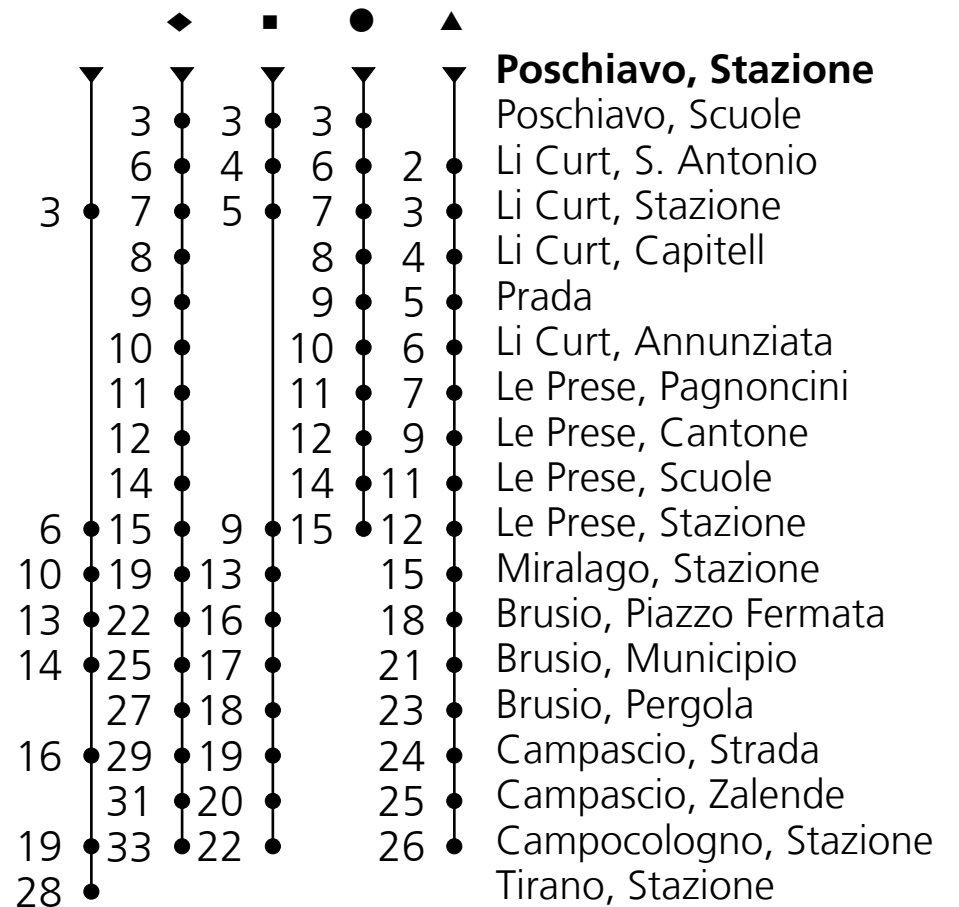 Poschiavo, Stazione
3 3 3 Poschiavo, Scuole
6 4 6 2 Li Curt, S. Antonio
3 7 5 7 3 Li Curt, Stazione
8 8 4 Li Curt, Capitell
9 9 5 Prada
10 10 6 Li Curt, Annunziata
11 11 7 Le Prese, Pagnoncini
12 12 9 Le Prese, Cantone
14 14 11 Le Prese, Scuole
6 15 9 15 12 Le Prese, Stazione
10 19 13 15 Miralago, Stazione
13 22 16 18 Brusio, Piazzo Fermata
14 25 17 21 Brusio, Municipio
27 18 23 Brusio, Pergola
16 29 19 24 Campascio, Strada
31 20 25 Campascio, Zalende
19 33 22 26 Campocologno, Stazione
28 Tirano, Stazione